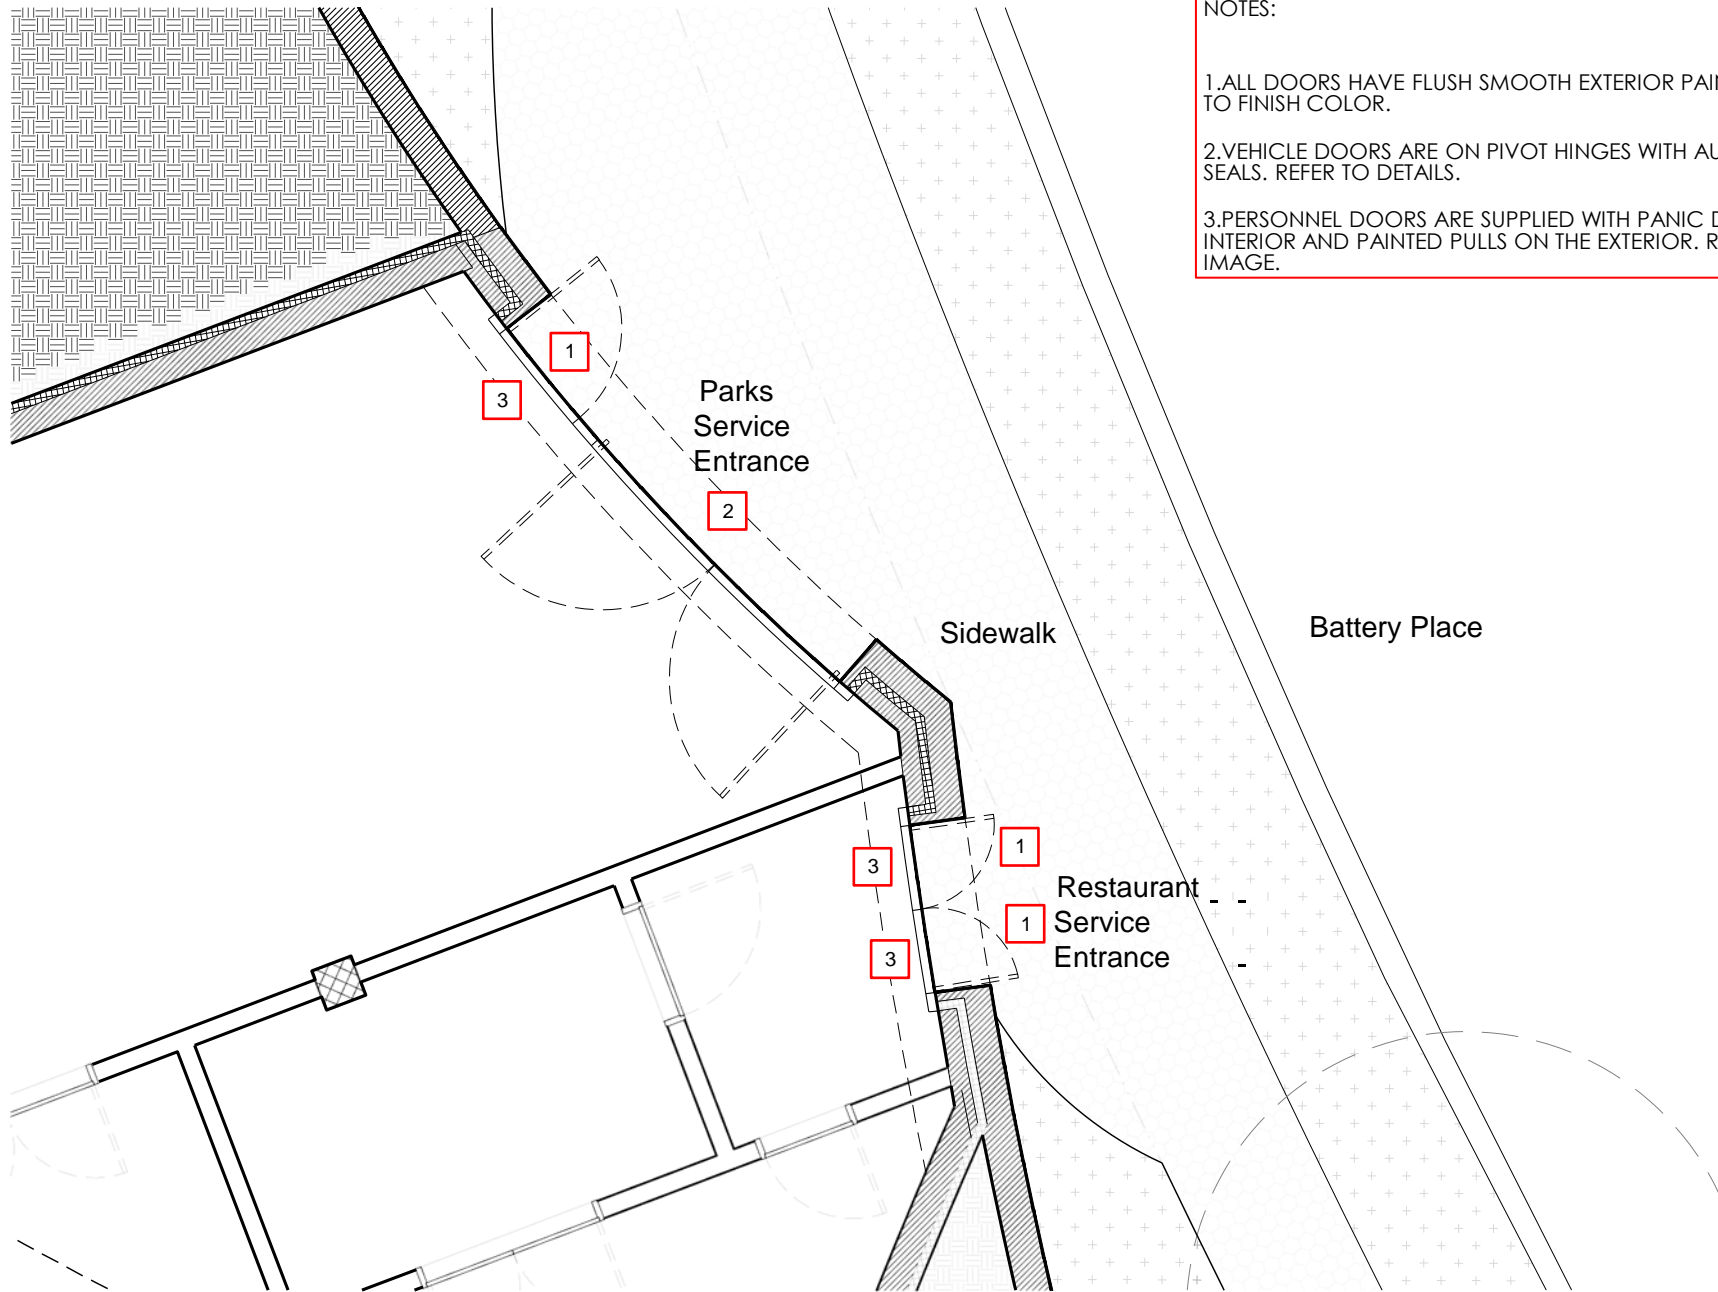 NOTES:
1.ALL DOORS HAVE FLUSH SMOOTH EXTERIOR
TO FINISH COLOR.
2.VEHICLE DOORS ARE ON PIVOT HINGES WITH
SEALS. REFER TO DETAILS.
3.PERSONNEL DOORS ARE SUPPLIED WITH PANIC
INTERIOR AND PAINTED PULLS ON THE EXTERIOR.
IMAGE.
1
3
Parks
Service
Entrance
2
Sidewalk
Battery Place
1
3
Restaurant
1
Service
3
Entrance